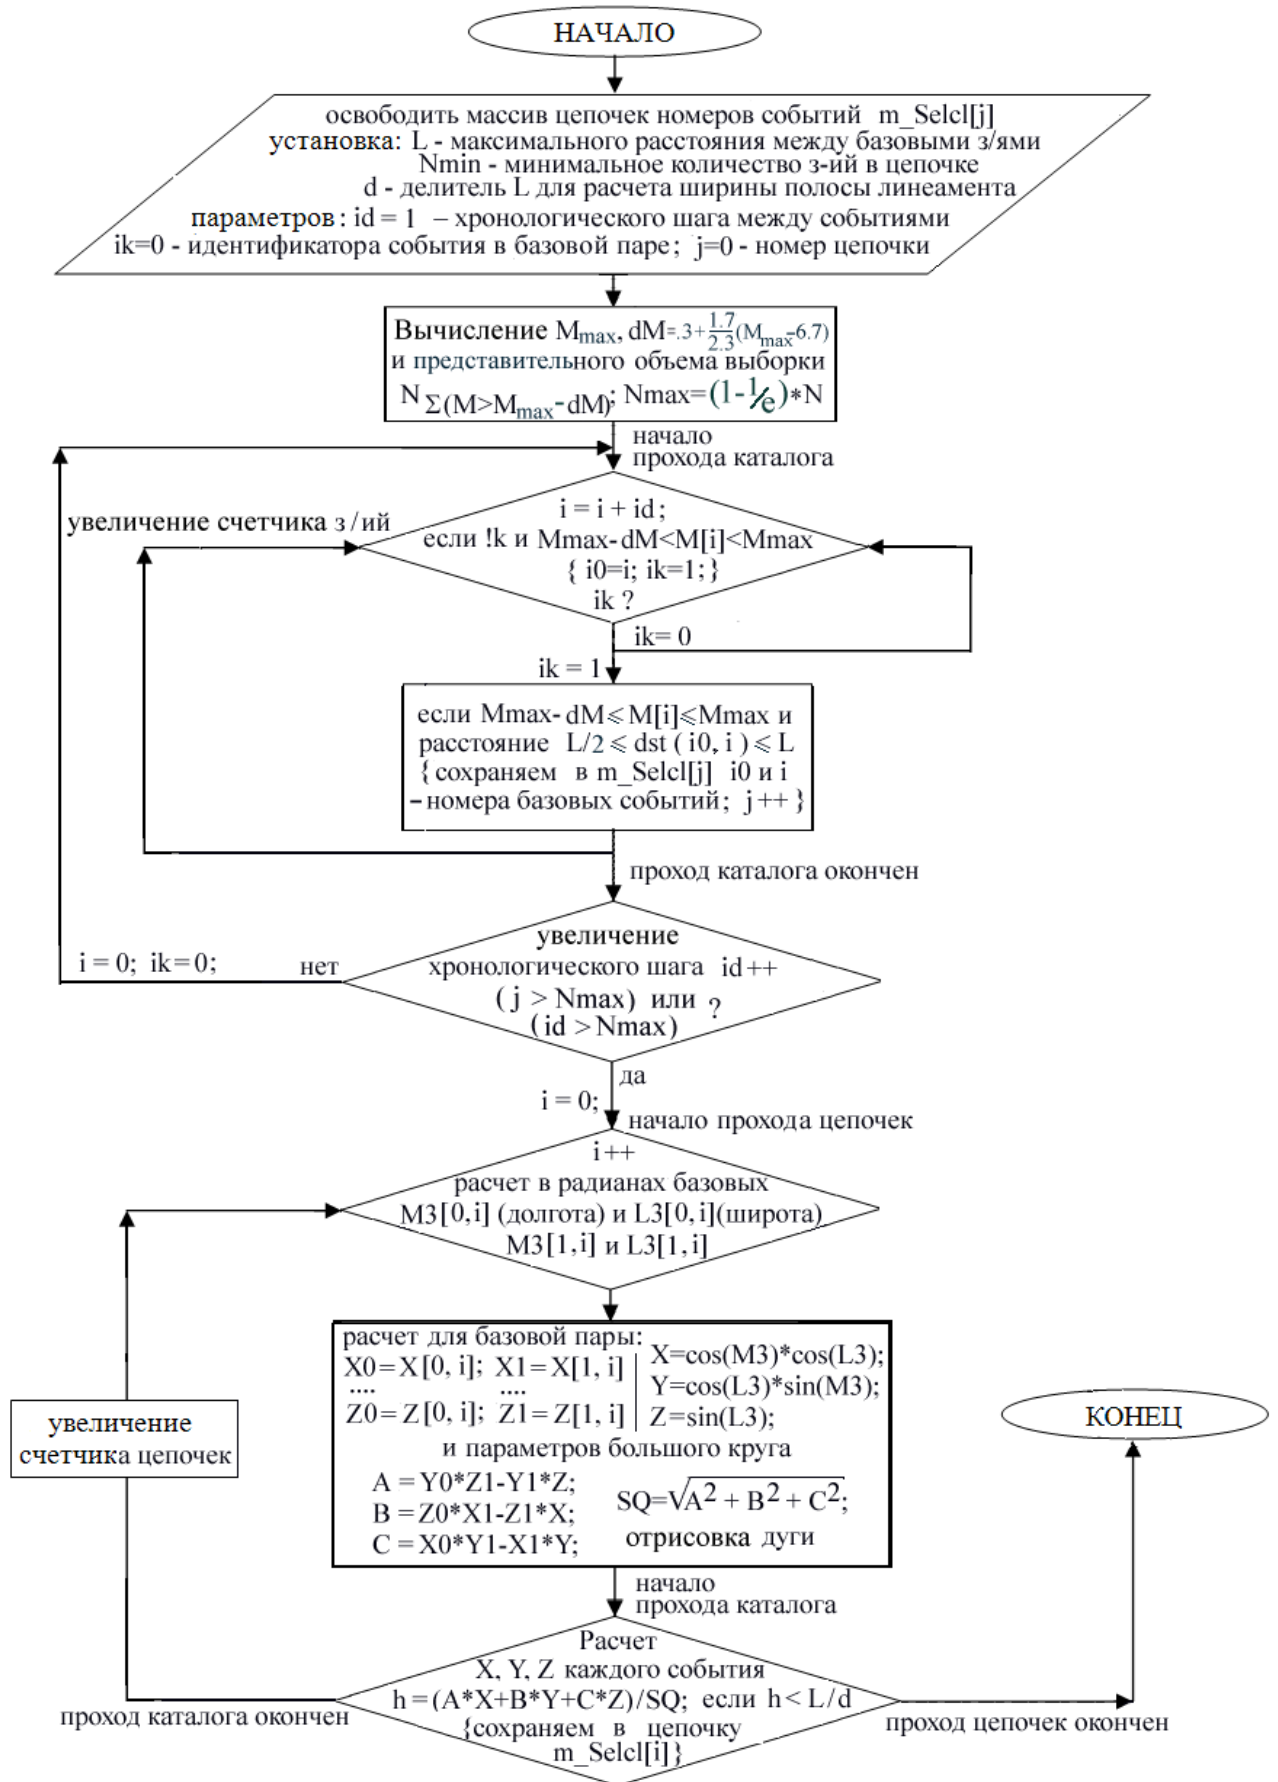 НАЧАЛО
освободить массив цепочек номеров событий m_Selcl[j]
установка: L - максимального расстояния между базовыми з/ями
Nmin - минимальное количество з-ий в цепочке
d - делитель L для расчета ширины полосы линеамента
параметров: id = 1 – хронологического шага между событиями
ik=0 - идентификатора события в базовой паре; j=0 - номер цепочки
Вычисление Mmax, dM=.3+1.7/2.3(Mmax-6.7)
и представительного объема выборки
N Σ(M>Mmax-dM); Nmax=(1-1/e)*N
начало
прохода каталога
i = i + id;
увеличение счетчика з/ий
если !k и Mmax-dM<M[i]<Mmax
{ i0=i; ik=1;}
ik ?
ik= 0
ik = 1
если Mmax-dM⩽M[i]⩽Mmax и
расстояние L/2 ⩽ dst ( i0, i ) ⩽ L
{сохраняем в m_Selcl[j] i0 и i
–номера базовых событий; j++ }
проход каталога окончен
увеличение
хронологического шага id++
( j > Nmax) или ?
(id > Nmax)
i = 0; ik=0;
нет
да
i = 0;
начало прохода цепочек
i++
расчет в радианах базовых
M3[0,i] (долгота) и L3[0,i](широта)
M3[1,i] и L3[1,i]
расчет для базовой пары:
X0=X[0, i]; X1=X[1, i]
....
....
Z0=Z[0, i]; Z1=Z[1, i]
X=cos(M3)*cos(L3);
Y=cos(L3)*sin(M3);
Z=sin(L3);
и параметров большого круга
A =Y0*Z1-Y1*Z;
B =Z0*X1-Z1*X;
C =X0*Y1-X1*Y;
SQ=√A² + B² + C²;
отрисовка дуги
увеличение
счетчика цепочек
КОНЕЦ
начало
прохода каталога
Расчет
X, Y, Z каждого события
h =(A*X+B*Y+C*Z)/SQ; если h< L/d
{сохраняем в цепочку
m_Selcl[i]}
проход каталога окончен
проход цепочек окончен